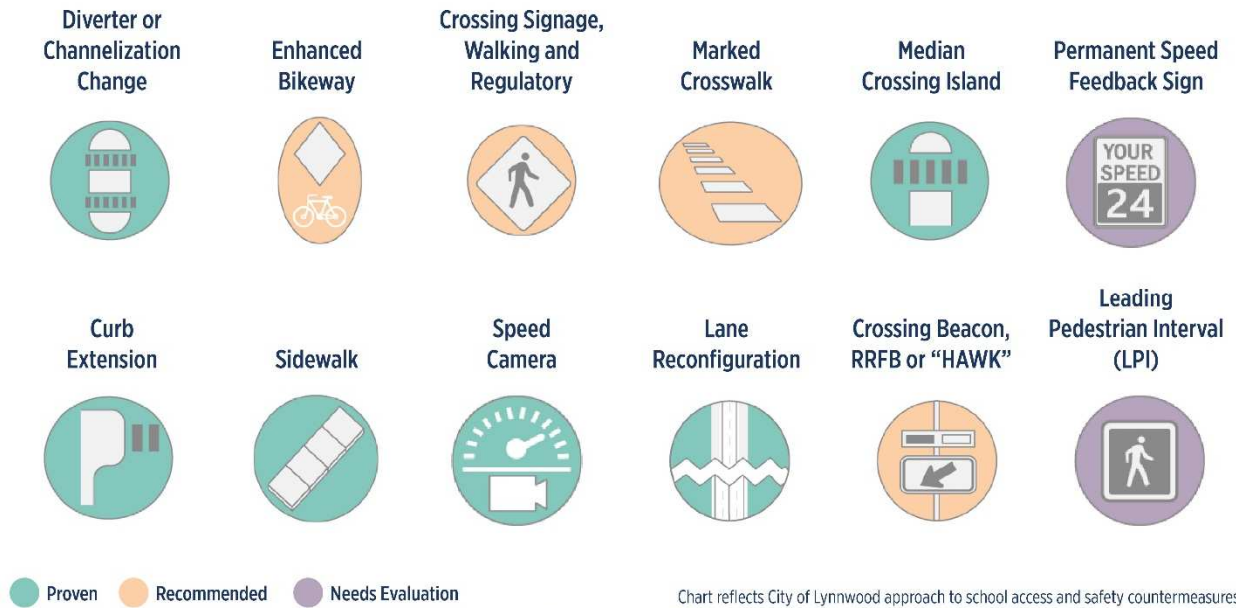 Diverter or
Channelization
Change
Enhanced
Bikeway
Crossing Signage,
Walking and
Regulatory
Marked
Crosswalk
Median
Crossing Island
Permanent Speed
Feedback Sign
YOUR
SPEED
24
Curb
Extension
Sidewalk
Speed
Camera
Lane
Reconfiguration
Crossing Beacon,
RRFB or “HAWK”
Leading
Pedestrian Interval
(LPI)
Proven
Recommended
Needs Evaluation
Chart reflects City of Lynnwood approach to school access and safety countermeasures